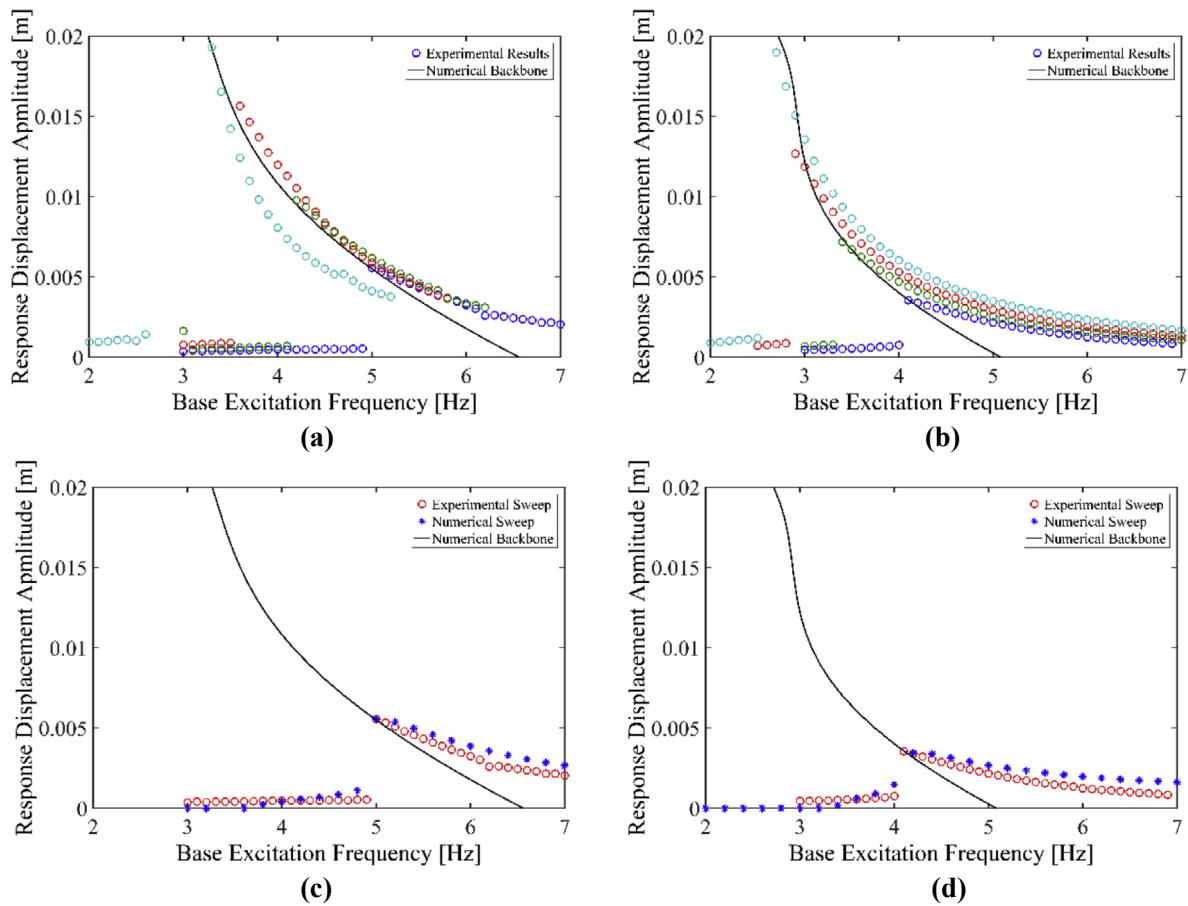 Response Displacement Apmlitude [m]
0.02
0.015
0.01
0.005
0
Experimental Results
Numerical Backbone
2 3 4 5 6 7
Base Excitation Frequency [Hz]
(a)
Response Displacement Apmlitude [m]
0.02
0.015
0.01
0.005
0
Experimental Results
Numerical Backbone
2 3 4 5 6 7
Base Excitation Frequency [Hz]
(b)
Response Displacement Apmlitude [m]
0.02
0.015
0.01
0.005
0
Experimental Sweep
Numerical Sweep
Numerical Backbone
2 3 4 5 6 7
Base Excitation Frequency [Hz]
(c)
Response Displacement Apmlitude [m]
0.02
0.015
0.01
0.005
0
Experimental Sweep
Numerical Sweep
Numerical Backbone
2 3 4 5 6 7
Base Excitation Frequency [Hz]
(d)